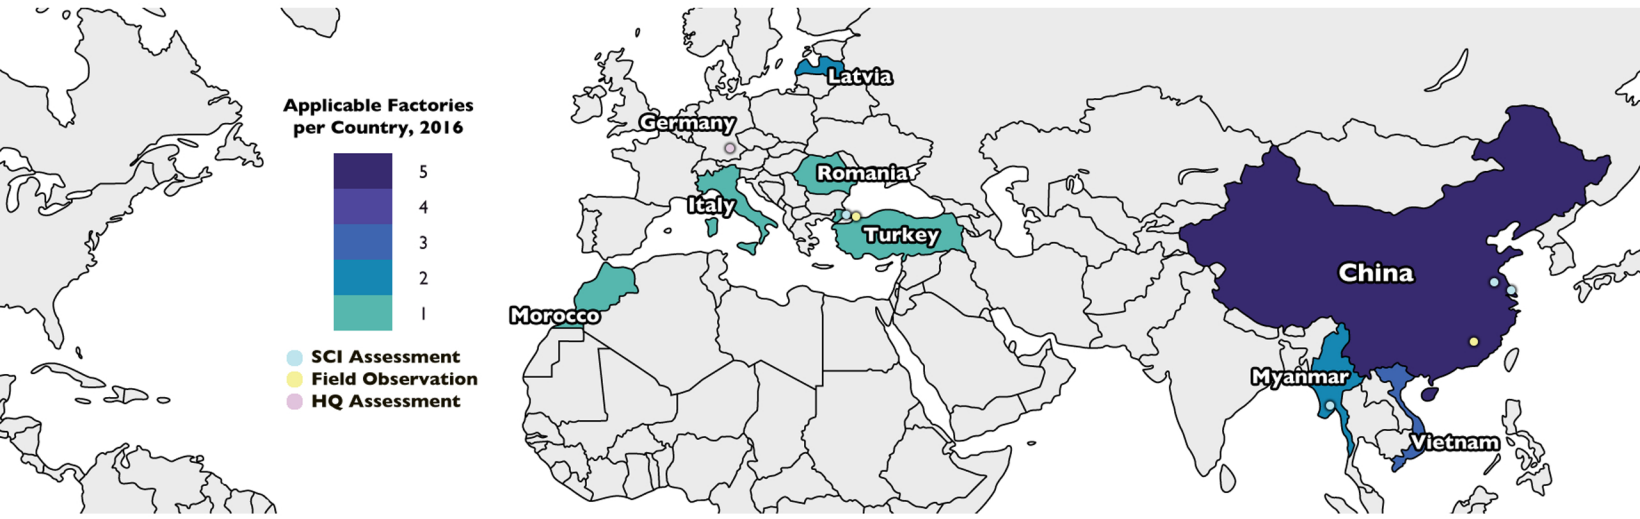 Applicable Factories
per Country, 2016
5
4
3
2
1
SCI Assessment
Field Observation
HQ Assessment
Latvia
Germany
Romania
Italy
Turkey
Morocco
China
Myanmar
Vietnam